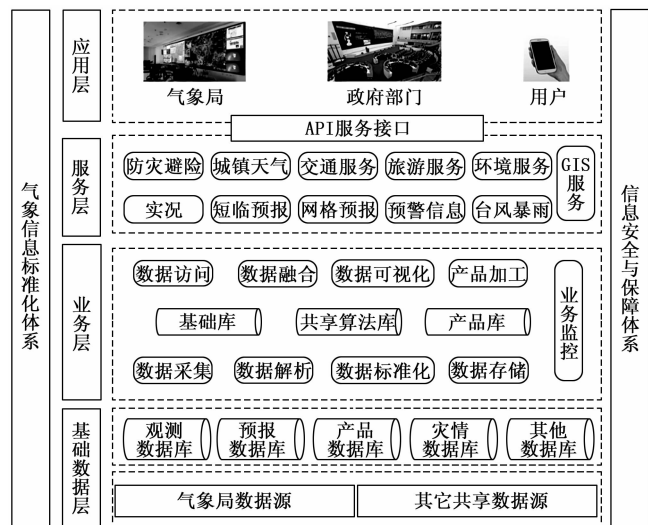 气象信息标准化体系
应用层
气象局
政府部门
用户
API服务接口
服务层
防灾避险
城镇天气
交通服务
旅游服务
环境服务
实况
短临预报
网格预报
预警信息
台风暴雨
GIS
服务
业务层
数据访问
数据融合
数据可视化
产品加工
基础库
共享算法库
产品库
数据采集
数据解析
数据标准化
数据存储
业务监控
基础数据层
观测
数据库
预报
数据库
产品
数据库
灾情
数据库
其他
数据库
气象局数据源
其它共享数据源
信息安全与保障体系